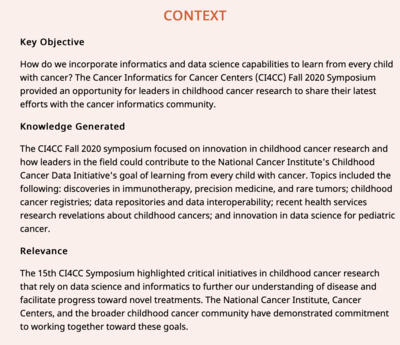 CONTEXT
Key Objective
How do we incorporate informatics and data science capabilities to learn from every child
with cancer? The Cancer Informatics for Cancer Centers (CI4CC) Fall 2020 Symposium
provided an opportunity for leaders in childhood cancer research to share their latest
efforts with the cancer informatics community.
Knowledge Generated
The CI4CC Fall 2020 symposium focused on innovation in childhood cancer research and
how leaders in the field could contribute to the National Cancer Institute's Childhood
Cancer Data Initiative's goal of learning from every child with cancer. Topics included the
following: discoveries in immunotherapy, precision medicine, and rare tumors; childhood
cancer registries; data repositories and data interoperability; recent health services
research revelations about childhood cancers; and innovation in data science for pediatric
cancer.
Relevance
The 15th CI4CC Symposium highlighted critical initiatives in childhood cancer research
that rely on data science and informatics to further our understanding of disease and
facilitate progress toward novel treatments. The National Cancer Institute, Cancer
Centers, and the broader childhood cancer community have demonstrated commitment
to working together toward these goals.